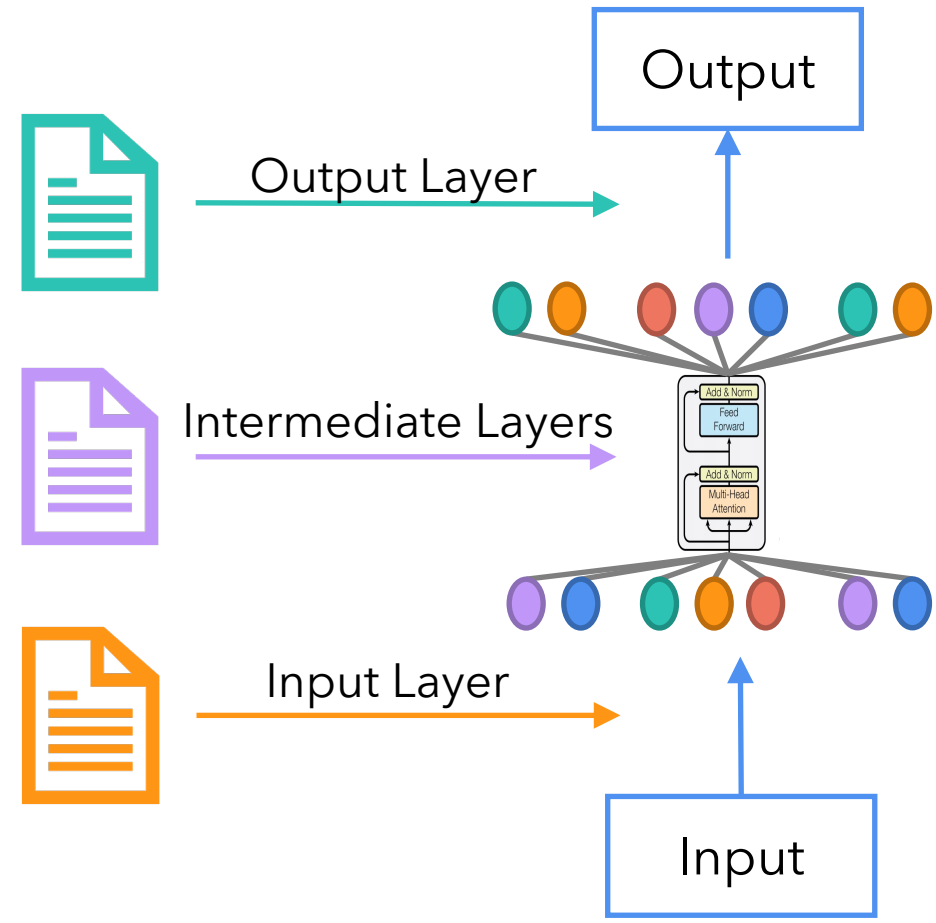 Output
Output Layer
Intermediate Layers
Add & Norm
Feed
Forward
Add & Norm
Multi-Head
Attention
Input Layer
Input